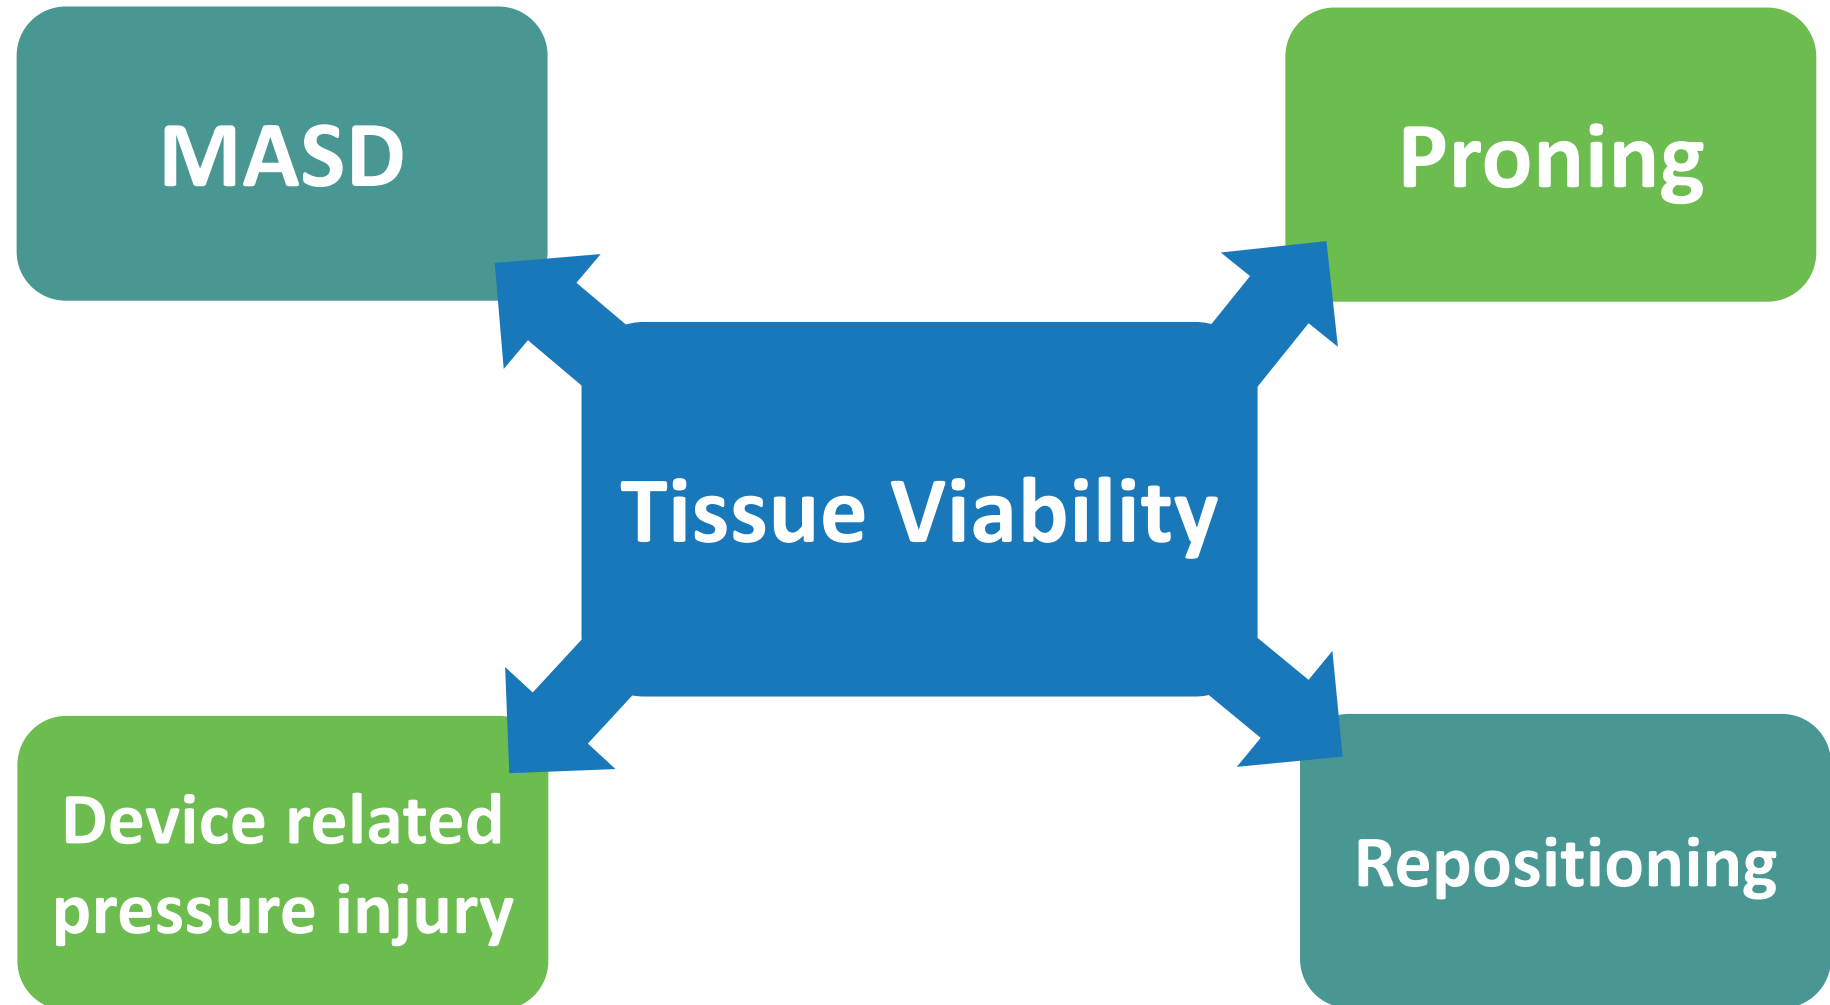 MASD
Proning
Tissue Viability
Device related
pressure injury
Repositioning